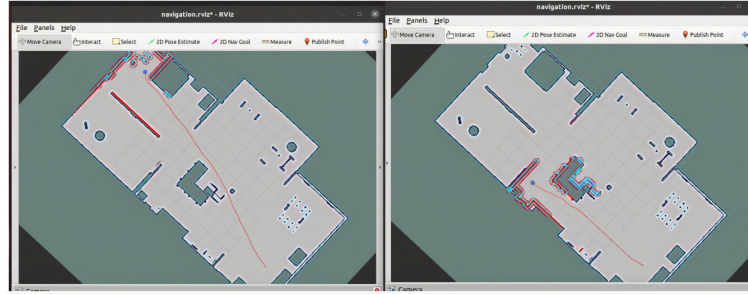 navigation.rviz* - RViz
File Panels Help
Move Camera Interact Select 2D Pose Estimate 2D Nav Goal Measure Publish Point
Camera
navigation.rviz* - RViz
File Panels Help
Move Camera Interact Select 2D Pose Estimate 2D Nav Goal Measure Publish Point
Camera